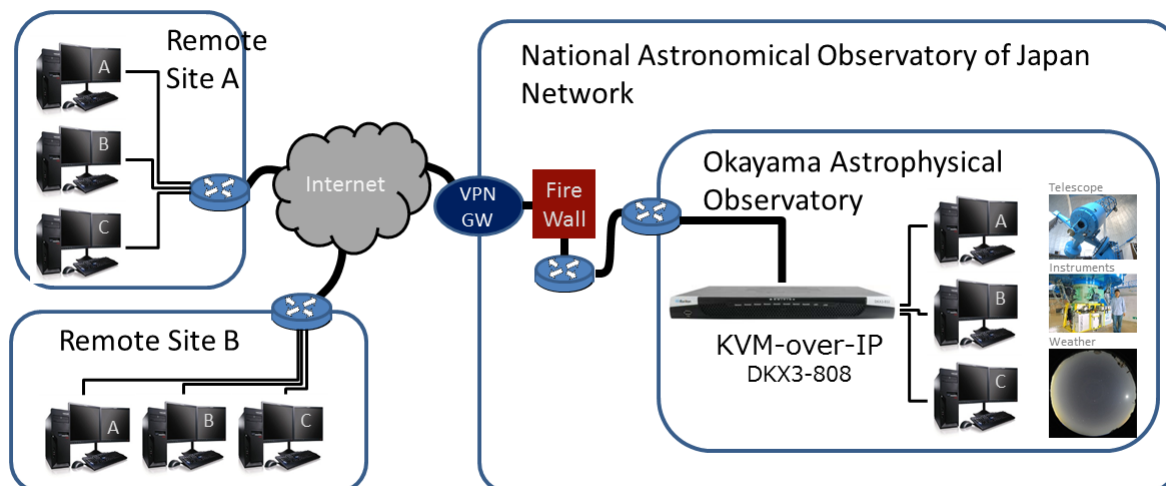 Remote
Site A
A
B
C
Internet
Remote Site B
A
B
C
National Astronomical Observatory of Japan
Network
VPN
GW
Fire
Wall
Okayama Astrophysical
Observatory
KVM-over-IP
DKX3-808
A
B
C
Telescope
Instruments
Weather